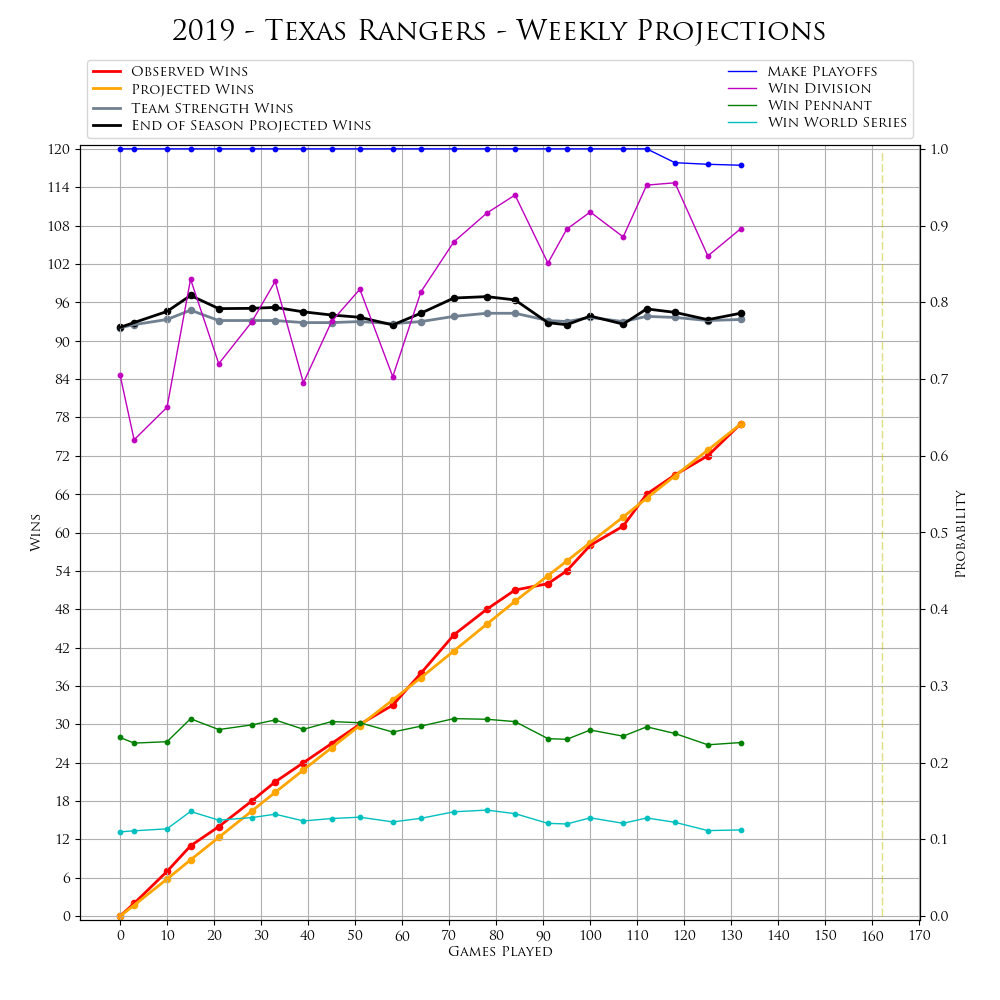 2019 - Texas Rangers - Weekly Projections
Observed Wins
Projected Wins
Team Strength Wins
End of Season Projected Wins
Make Playoffs
Win Division
Win Pennant
Win World Series
120
114
108
102
96
90
84
78
72
66
60
54
48
42
36
30
24
18
12
6
0
Wins
1.0
0.9
0.8
0.7
0.6
0.5
0.4
0.3
0.2
0.1
0.0
Probability
0 10 20 30 40 50 60 70 80 90 100 110 120 130 140 150 160 170
Games Played